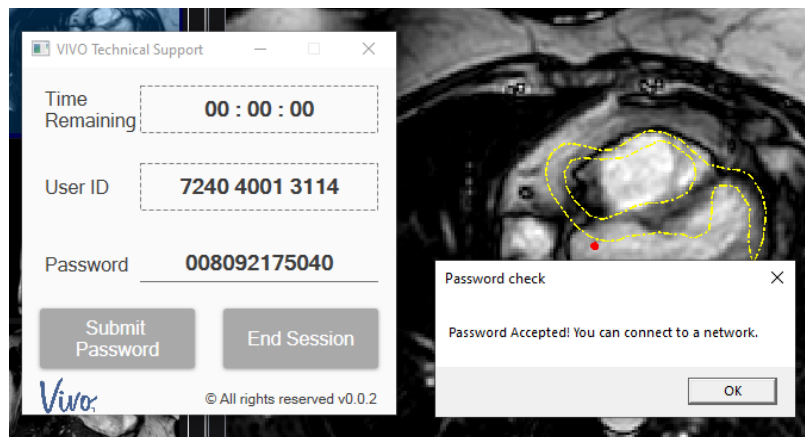 VIVO Technical Support
Time
Remaining
00 : 00 : 00
User ID
7240 4001 3114
Password
008092175040
Submit
Password
End Session
Vivo
© All rights reserved v0.0.2
Password check
Password Accepted! You can connect to a network.
OK